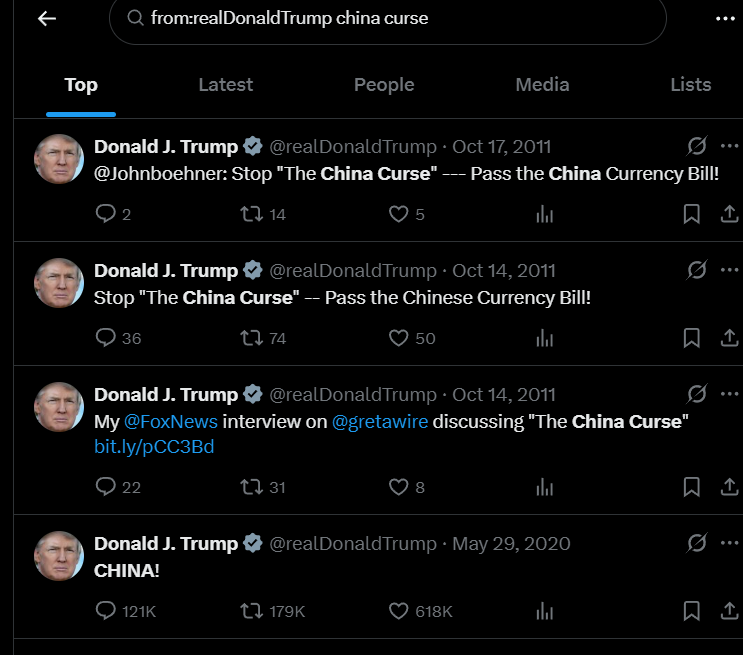 from:realDonaldTrump china curse
Top Latest People Media Lists
Donald J. Trump @realDonaldTrump · Oct 17, 2011
@Johnboehner: Stop "The China Curse" --- Pass the China Currency Bill!
2 14 5
Donald J. Trump @realDonaldTrump · Oct 14, 2011
Stop "The China Curse" -- Pass the Chinese Currency Bill!
36 74 50
Donald J. Trump @realDonaldTrump · Oct 14, 2011
My @FoxNews interview on @gretawire discussing "The China Curse"
bit.ly/pCC3Bd
22 31 8
Donald J. Trump @realDonaldTrump · May 29, 2020
CHINA!
121K 179K 618K